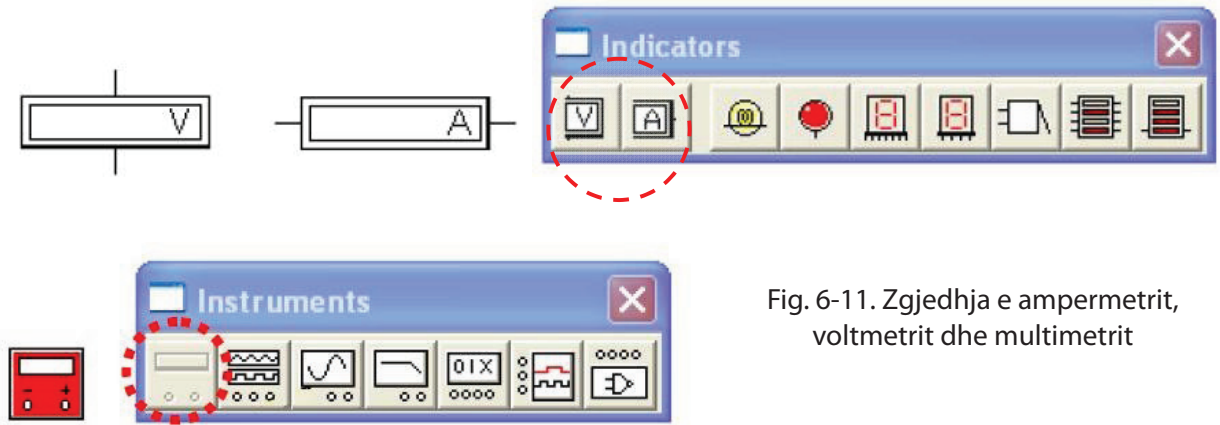 Indicators
V
A
V
A
Instruments
Fig. 6-11. Zgjedhja e ampermetrit,
voltmetrit dhe multimetrit
- +
01X